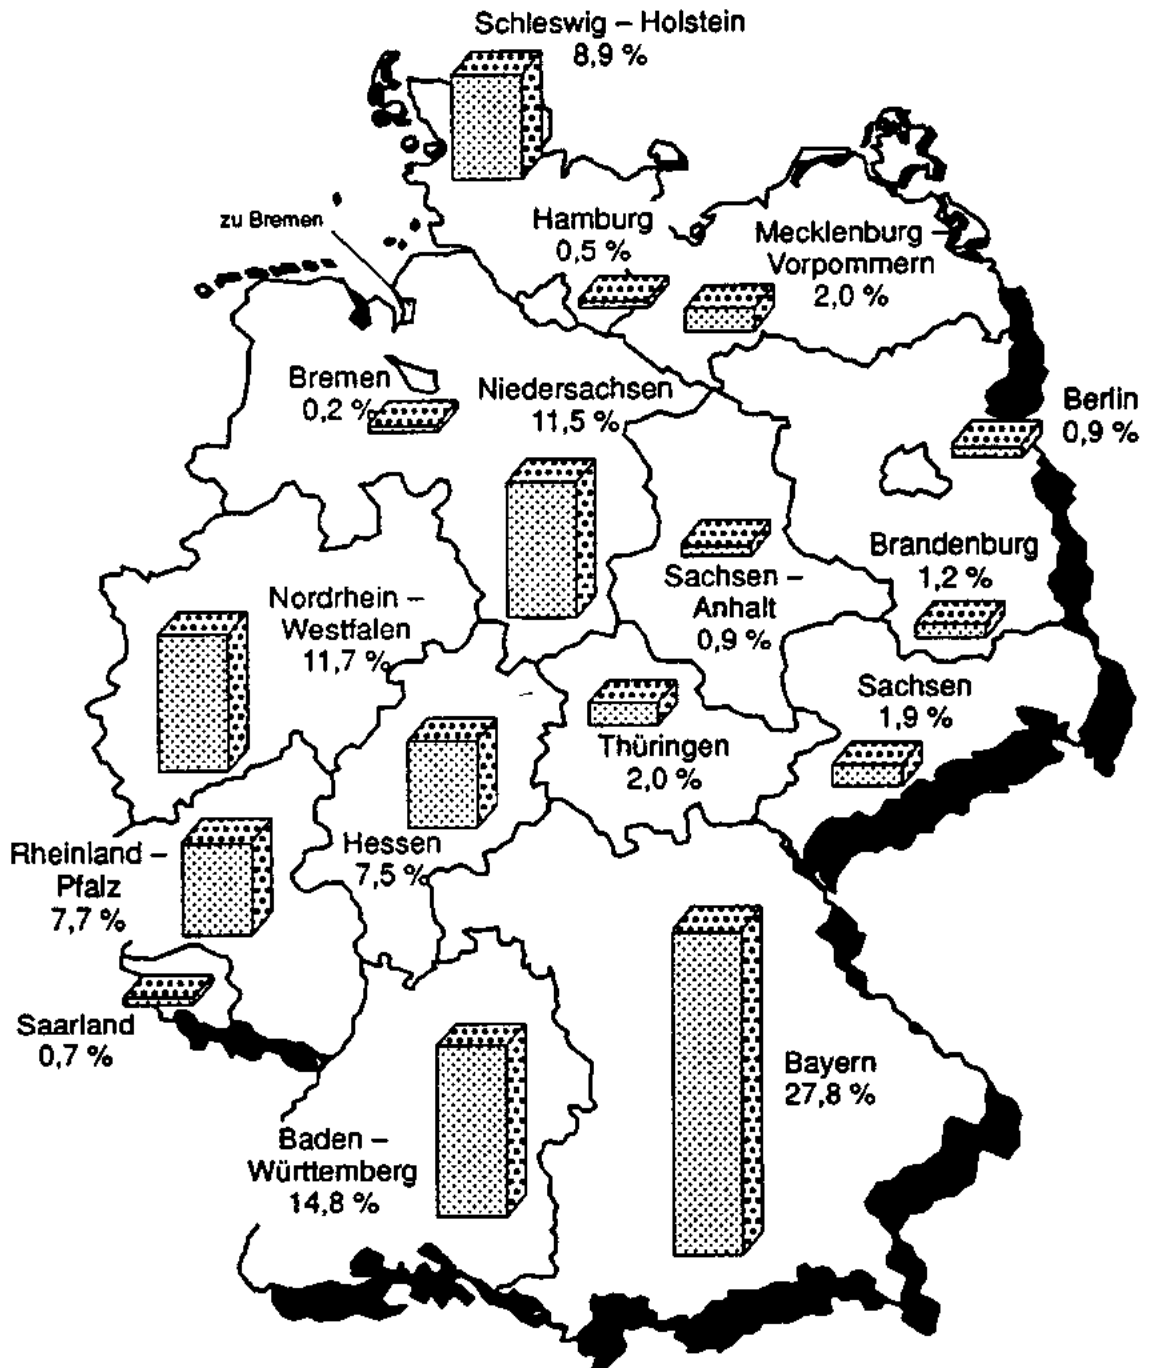 Schleswig – Holstein
8,9 %
zu Bremen
Hamburg
0,5 %
Mecklenburg –
Vorpommern
2,0 %
Bremen
0,2 %
Niedersachsen
11,5 %
Berlin
0,9 %
Brandenburg
1,2 %
Sachsen –
Anhalt
0,9 %
Nordrhein –
Westfalen
11,7 %
Sachsen
1,9 %
Thüringen
2,0 %
Hessen
7,5 %
Rheinland –
Pfalz
7,7 %
Saarland
0,7 %
Bayern
27,8 %
Baden –
Württemberg
14,8 %